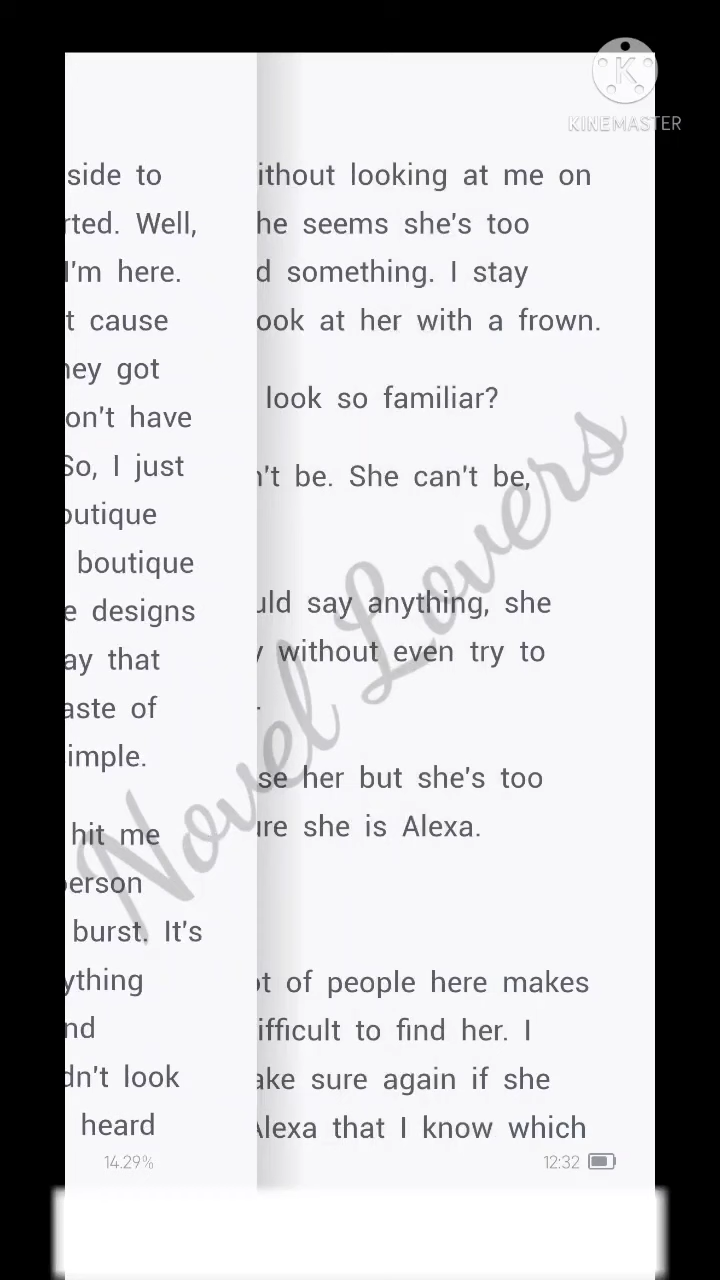 KINEMASTER
side to
rted. Well,
I'm here.
t cause
hey got
on't have
So, I just
outique
boutique
e designs
ay that
aste of
imple.
hit me
person
burst. It's
ything
nd
dn't look
heard
14.29%
ithout looking at me on
he seems she's too
d something. I stay
ook at her with a frown.
look so familiar?
n't be. She can't be,
uld say anything, she
y without even try to
se her but she's too
ure she is Alexa.
ot of people here makes
ifficult to find her. I
ake sure again if she
Alexa that I know which
12:32
Novel Lovers